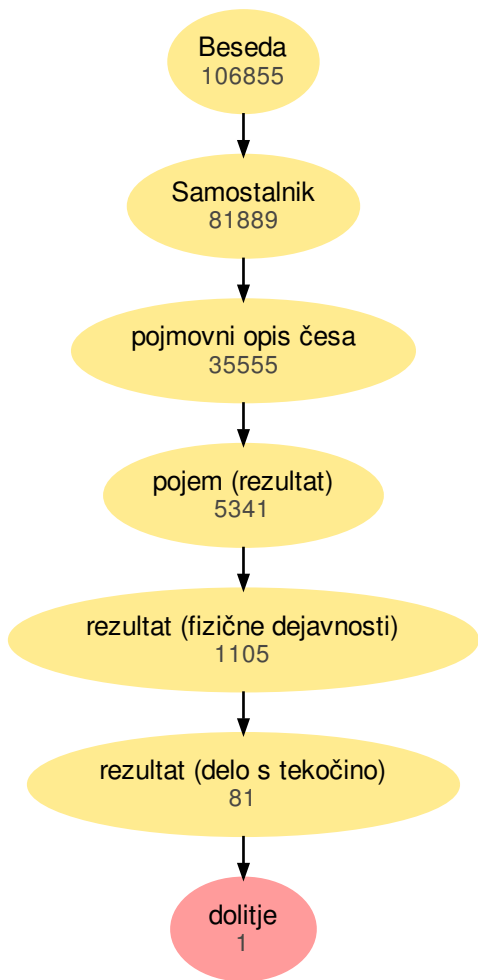 Beseda
106855
Samostalnik
81889
pojmovni opis česa
35555
pojem (rezultat)
5341
rezultat (fizične dejavnosti)
1105
rezultat (delo s tekočino)
81
dolitje
1